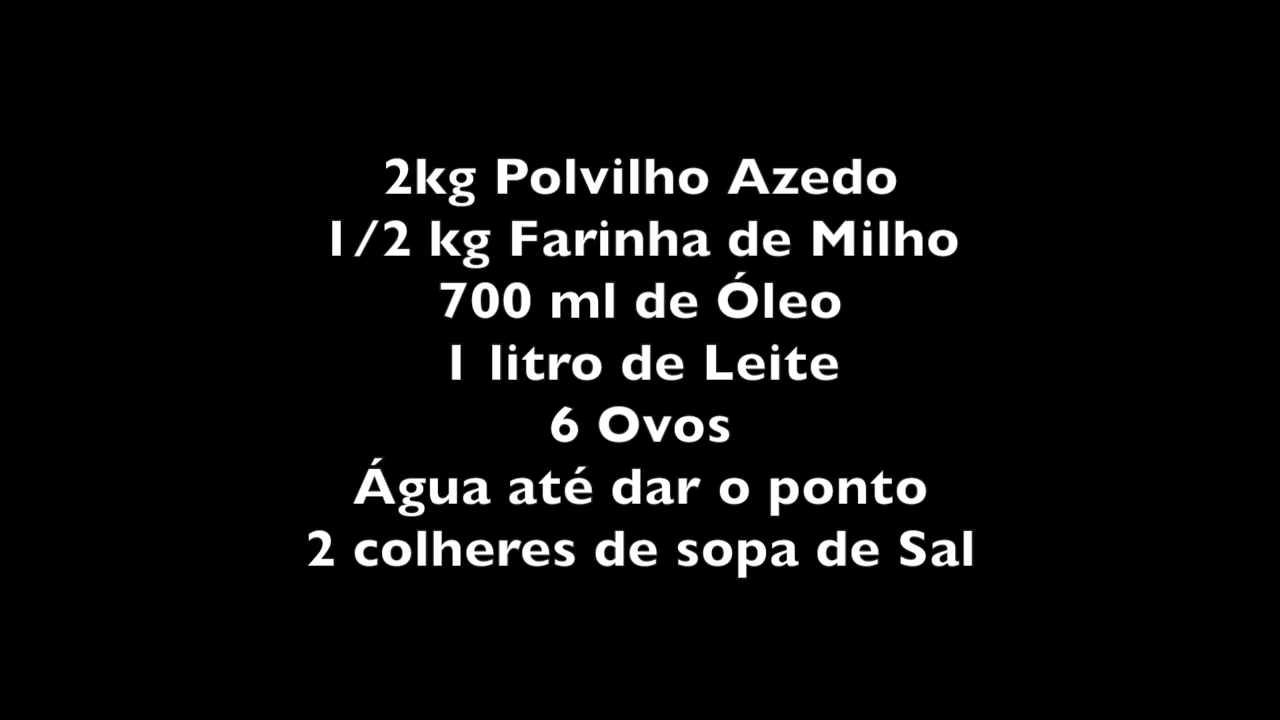 2kg Polvilho Azedo
1/2 kg Farinha de Milho
700 ml de Óleo
1 litro de Leite
6 Ovos
Água até dar o ponto
2 colheres de sopa de Sal